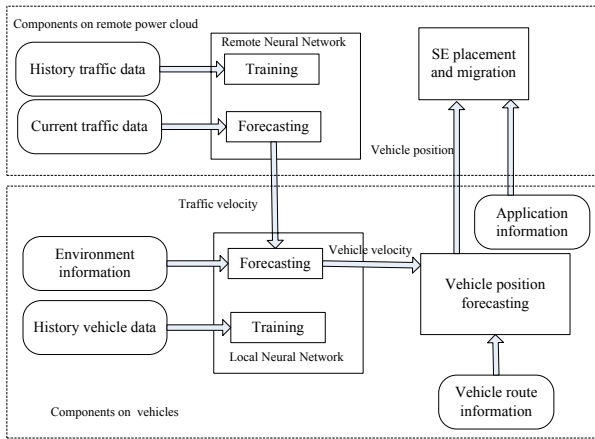 Components on remote power cloud
Remote Neural Network
History traffic data
Training
Current traffic data
Forecasting
SE placement
and migration
Vehicle position
Traffic velocity
Application
information
Environment
information
Forecasting
Vehicle velocity
Vehicle position
forecasting
History vehicle data
Training
Local Neural Network
Vehicle route
information
Components on vehicles